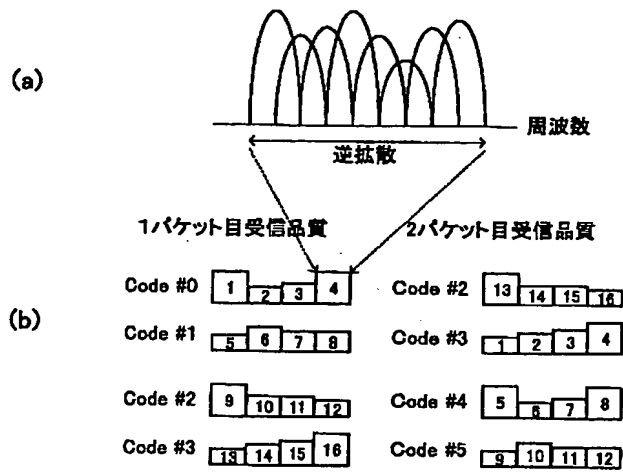 (a)
周波数
逆拡散
1パケット目受信品質
2パケット目受信品質
(b)
Code #0 1 2 3 4
Code #1 5 6 7 8
Code #2 9 10 11 12
Code #3 13 14 15 16
Code #2 13 14 15 16
Code #3 1 2 3 4
Code #4 5 6 7 8
Code #5 9 10 11 12